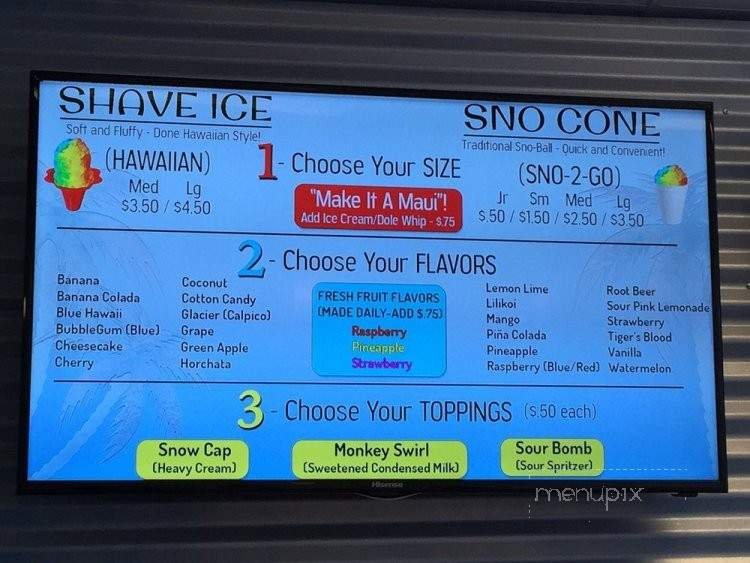 SHAVE ICE
Soft and Fluffy - Done Hawaiian Style!
(HAWAIIAN)
Med Lg
$3.50 / $4.50
1 - Choose Your SIZE
"Make It A Maui"!
Add Ice Cream/Dole Whip - $.75
SNO CONE
Traditional Sno-Ball - Quick and Convenient!
(SNO-2-GO)
Jr Sm Med Lg
$.50 / $1.50 / $2.50 / $3.50
2 - Choose Your FLAVORS
Banana
Banana Colada
Blue Hawaii
BubbleGum (Blue)
Cheesecake
Cherry
Coconut
Cotton Candy
Glacier (Calpico)
Grape
Green Apple
Horchata
FRESH FRUIT FLAVORS
(MADE DAILY-ADD $.75)
Raspberry
Pineapple
Strawberry
Lemon Lime
Lilikoi
Mango
Piña Colada
Pineapple
Raspberry (Blue/Red)
Root Beer
Sour Pink Lemonade
Strawberry
Tiger's Blood
Vanilla
Watermelon
3 - Choose Your TOPPINGS ($.50 each)
Snow Cap
(Heavy Cream)
Monkey Swirl
(Sweetened Condensed Milk)
Sour Bomb
(Sour Spritzer)
Hisense
menupix